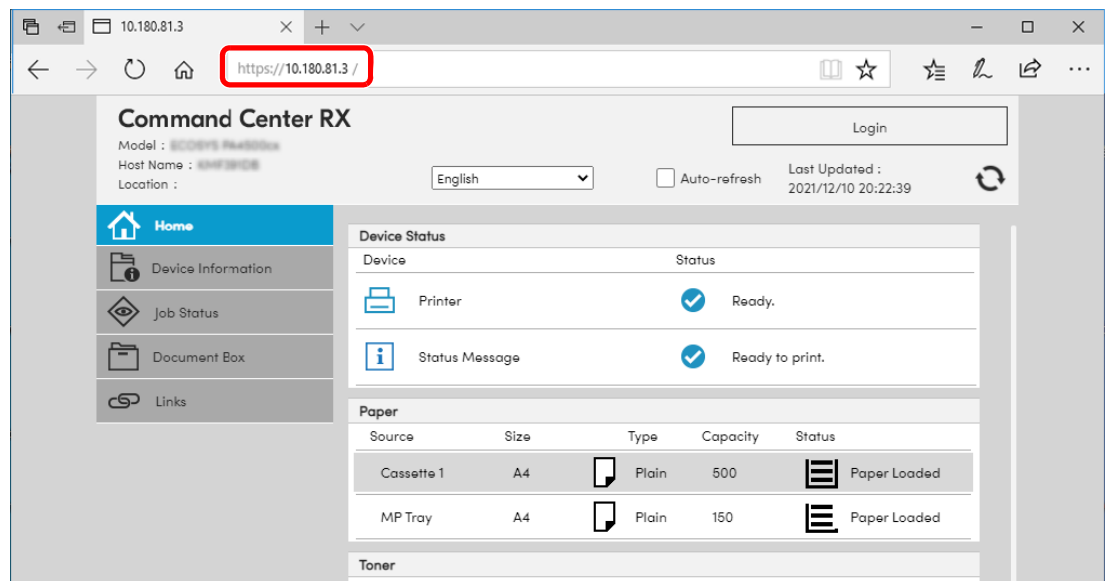 10.180.81.3
https://10.180.81.3 /
Command Center RX
Login
Model :
Host Name :
Location :
English
Auto-refresh
Last Updated :
2021/12/10 20:22:39
Home
Device Information
Job Status
Document Box
Links
Device Status
Device Status
Printer Ready.
Status Message Ready to print.
Paper
Source Size Type Capacity Status
Cassette 1 A4 Plain 500 Paper Loaded
MP Tray A4 Plain 150 Paper Loaded
Toner